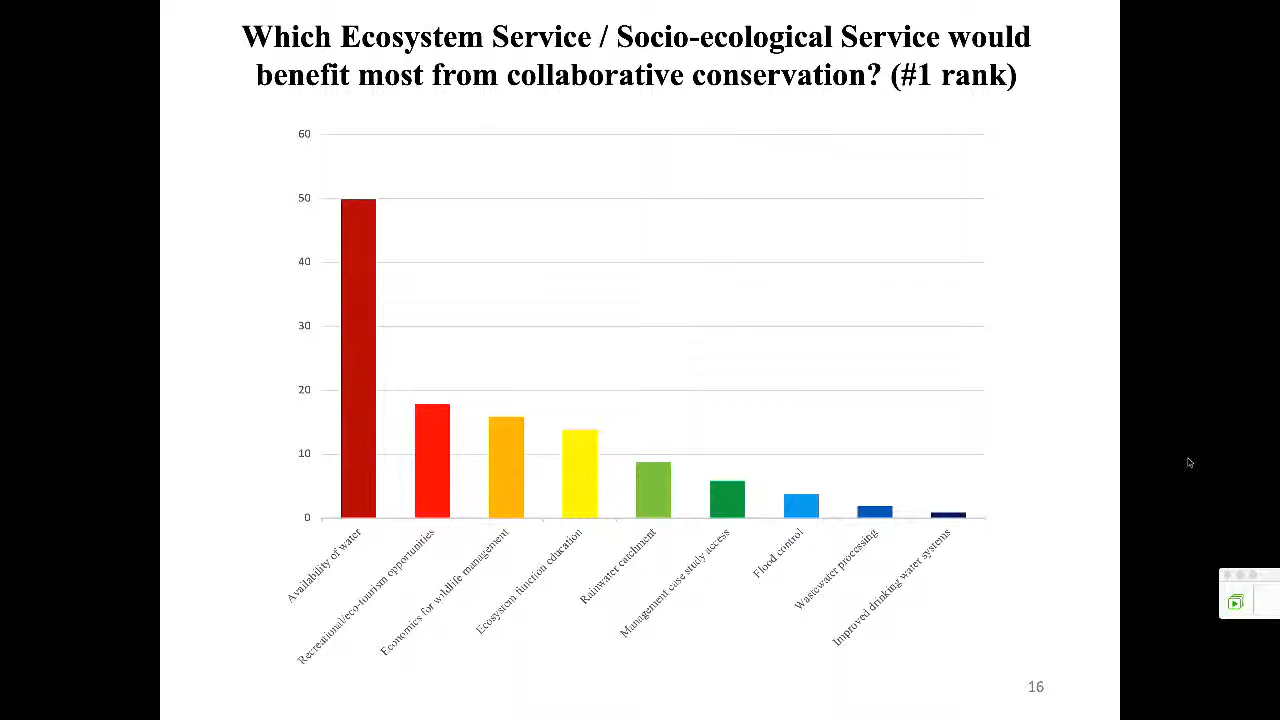 Which Ecosystem Service / Socio-ecological Service would
benefit most from collaborative conservation? (#1 rank)
60
50
40
30
20
10
0
Availability of water
Recreational/eco-tourism opportunities
Economics for wildlife management
Ecosystem function education
Rainwater catchment
Management case study access
Flood control
Wastewater processing
Improved drinking water systems
16